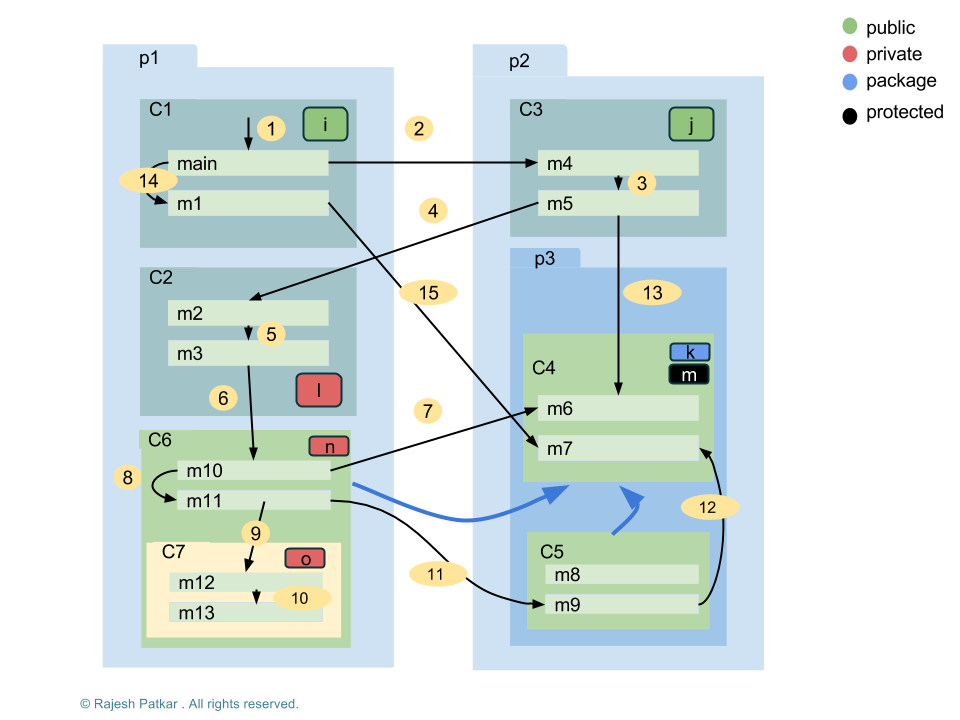 public
private
package
protected
p1
p2
C1
i
C3
j
1
2
main
m4
14
3
m1
4
m5
p3
C2
15
13
m2
5
m3
k
C4
m
6
l
7
m6
C6
n
m7
m10
8
m11
12
9
C7
o
C5
11
m8
m12
10
m9
m13
© Rajesh Patkar . All rights reserved.